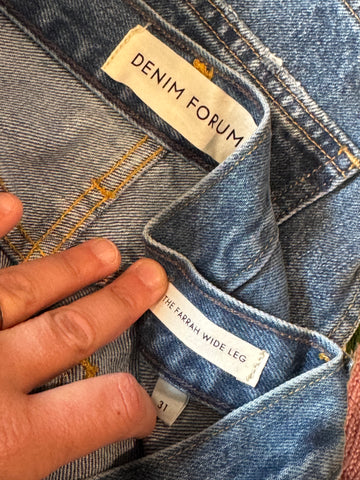 DENIM FORUM
THE FARRAH WIDE LEG
31